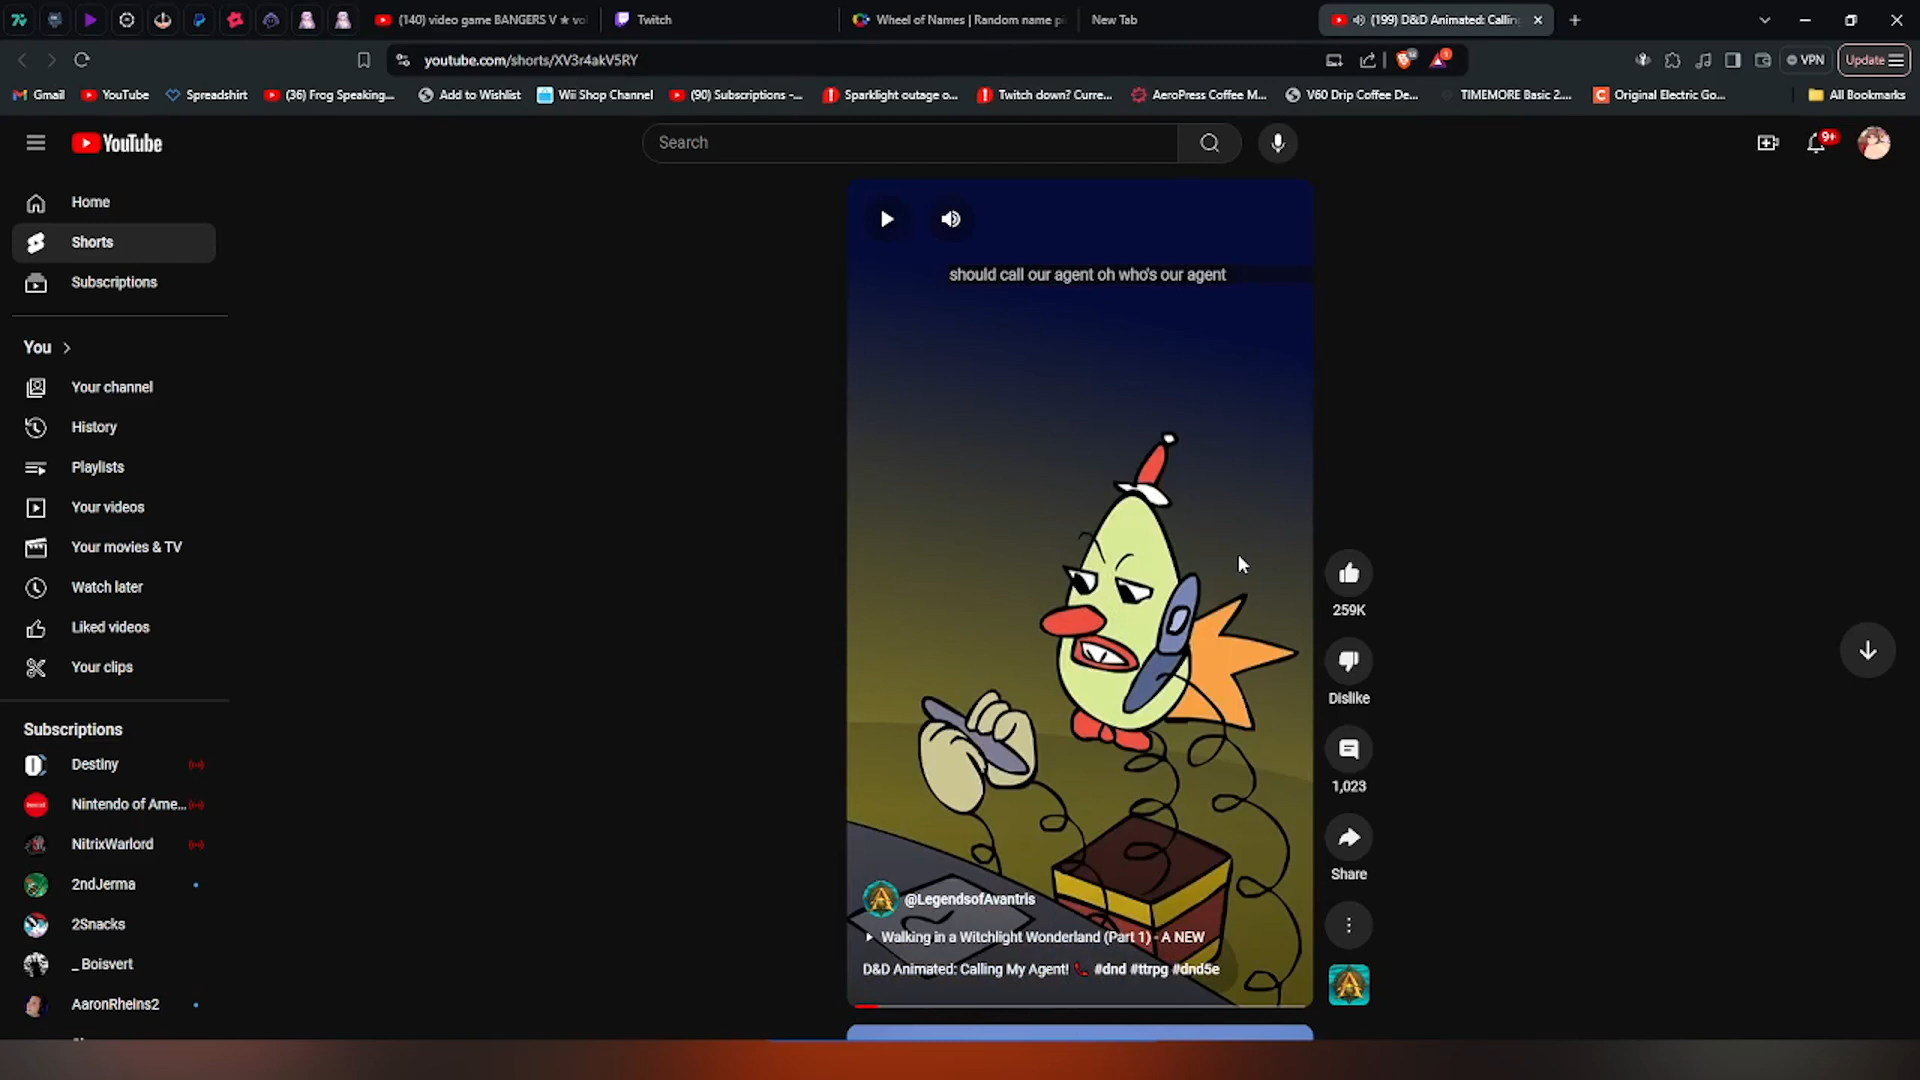 (140) video game BANGERS V ★ vo
Twitch
Wheel of Names | Random name pi
New Tab
(199) D&D Animated: Calling
youtube.com/shorts/XV3r4akV5RY
VPN
Update
Gmail
YouTube
Spreadshirt
(36) Frog Speaking...
Add to Wishlist
Wii Shop Channel
(90) Subscriptions -...
Sparklight outage o...
Twitch down? Curre...
AeroPress Coffee M...
V60 Drip Coffee De...
TIMEMORE Basic 2....
Original Electric Go...
All Bookmarks
YouTube
Search
9+
Home
Shorts
Subscriptions
You
Your channel
History
Playlists
Your videos
Your movies & TV
Watch later
Liked videos
Your clips
Subscriptions
Destiny
Nintendo of Ame...
NitrixWarlord
2ndJerma
2Snacks
_ Boisvert
AaronRheins2
should call our agent oh who's our agent
@LegendsofAvantris
Walking in a Witchlight Wonderland (Part 1) - A NEW
D&D Animated: Calling My Agent! 📞 #dnd #ttrpg #dnd5e
259K
Dislike
1,023
Share